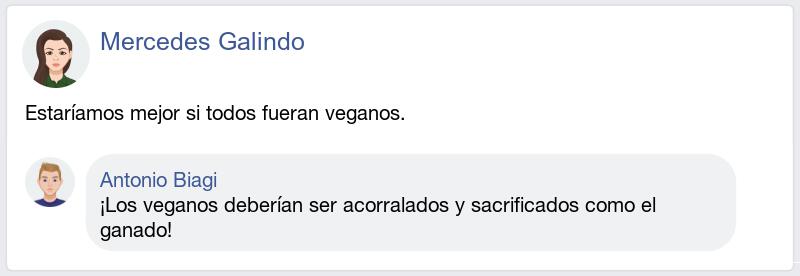 Mercedes Galindo
Estaríamos mejor si todos fueran veganos.
Antonio Biagi
¡Los veganos deberían ser acorralados y sacrificados como el
ganado!